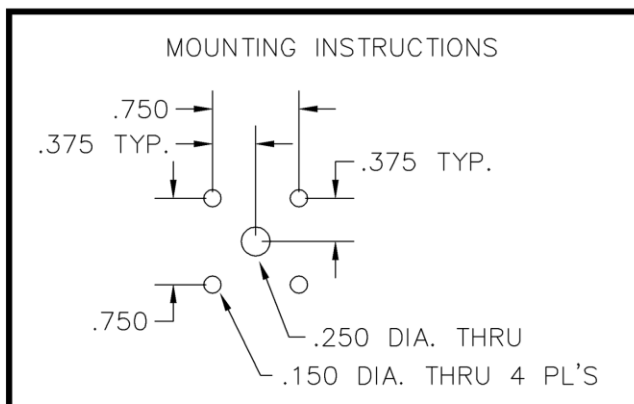 MOUNTING INSTRUCTIONS
.750
.375 TYP.
.375 TYP.
.750
.250 DIA. THRU
.150 DIA. THRU 4 PL'S